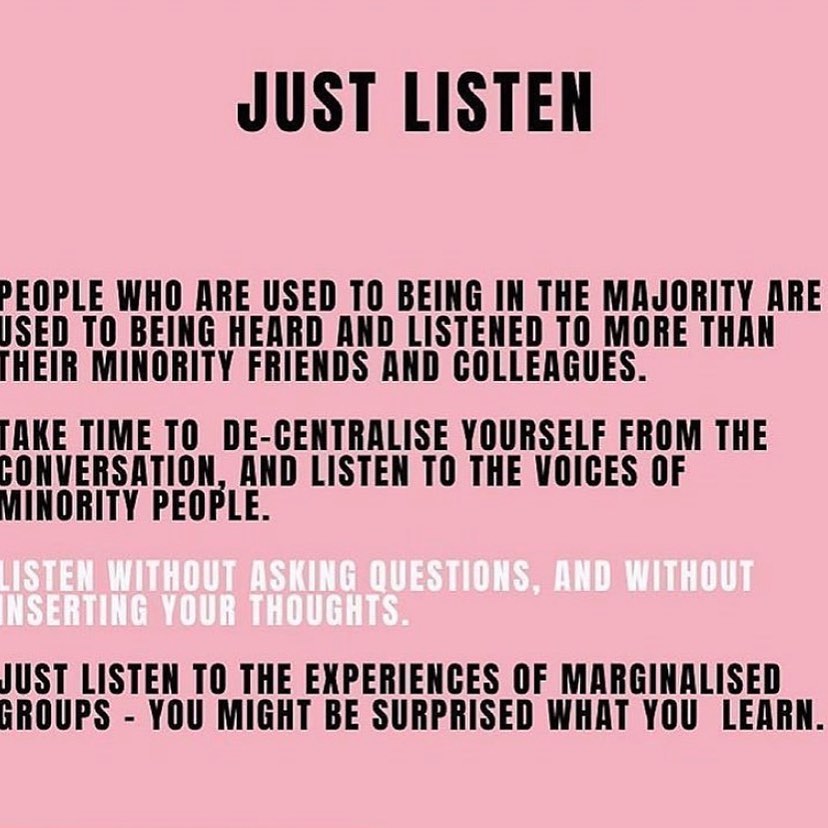 JUST LISTEN
PEOPLE WHO ARE USED TO BEING IN THE MAJORITY ARE
USED TO BEING HEARD AND LISTENED TO MORE THAN
THEIR MINORITY FRIENDS AND COLLEAGUES.
TAKE TIME TO  DE-CENTRALISE YOURSELF FROM THE
CONVERSATION, AND LISTEN TO THE VOICES OF
MINORITY PEOPLE.
LISTEN WITHOUT ASKING QUESTIONS, AND WITHOUT
INSERTING YOUR THOUGHTS.
JUST LISTEN TO THE EXPERIENCES OF MARGINALISED
GROUPS - YOU MIGHT BE SURPRISED WHAT YOU  LEARN.